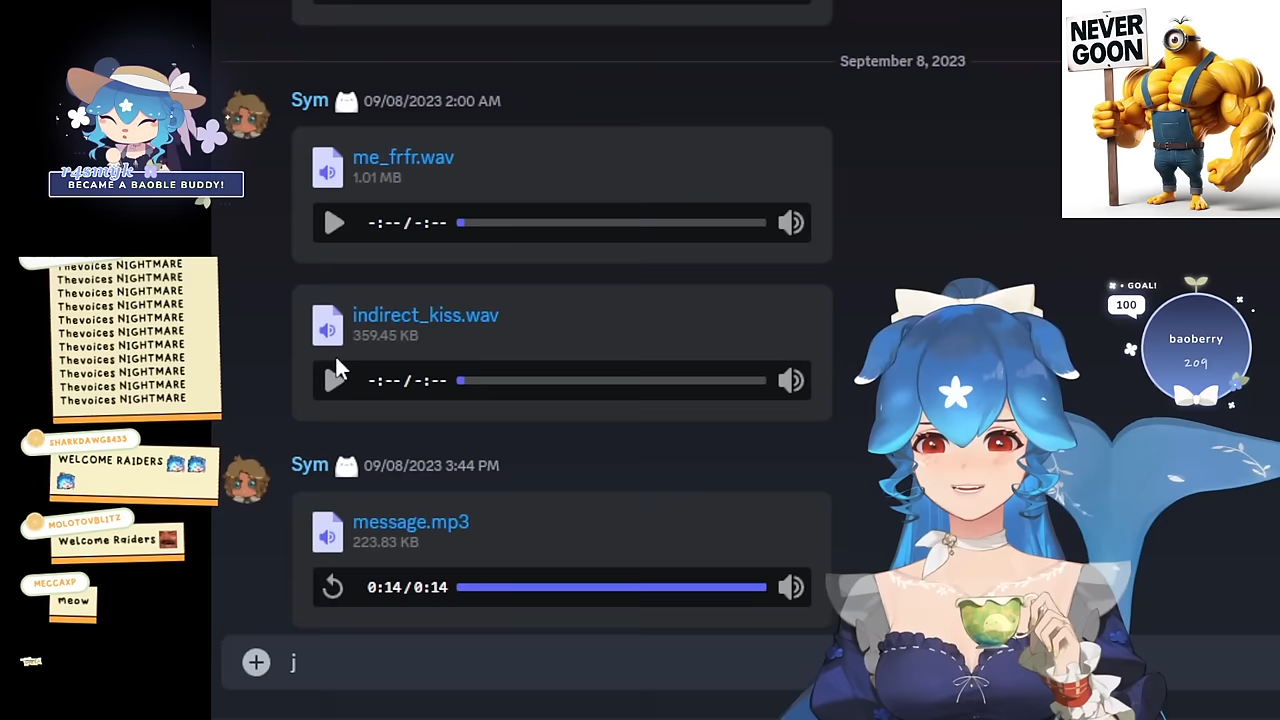 September 8, 2023
NEVER
GOON
Sym 09/08/2023 2:00 AM
me_frfr.wav
1.01 MB
-:--/-:--
r4smijk
BECAME A BAOBLE BUDDY!
Thevoices NIGHTMARE
Thevoices NIGHTMARE
Thevoices NIGHTMARE
Thevoices NIGHTMARE
Thevoices NIGHTMARE
Thevoices NIGHTMARE
Thevoices NIGHTMARE
Thevoices NIGHTMARE
Thevoices NIGHTMARE
Thevoices NIGHTMARE
Thevoices NIGHTMARE
indirect_kiss.wav
359.45 KB
-:--/-:--
• GOAL!
100
baoberry
209
SHARKDAWG8433
WELCOME RAIDERS
Sym 09/08/2023 3:44 PM
message.mp3
223.83 KB
0:14/0:14
MOLOTOVBLITZ
Welcome Raiders
MECCAXP
meow
j